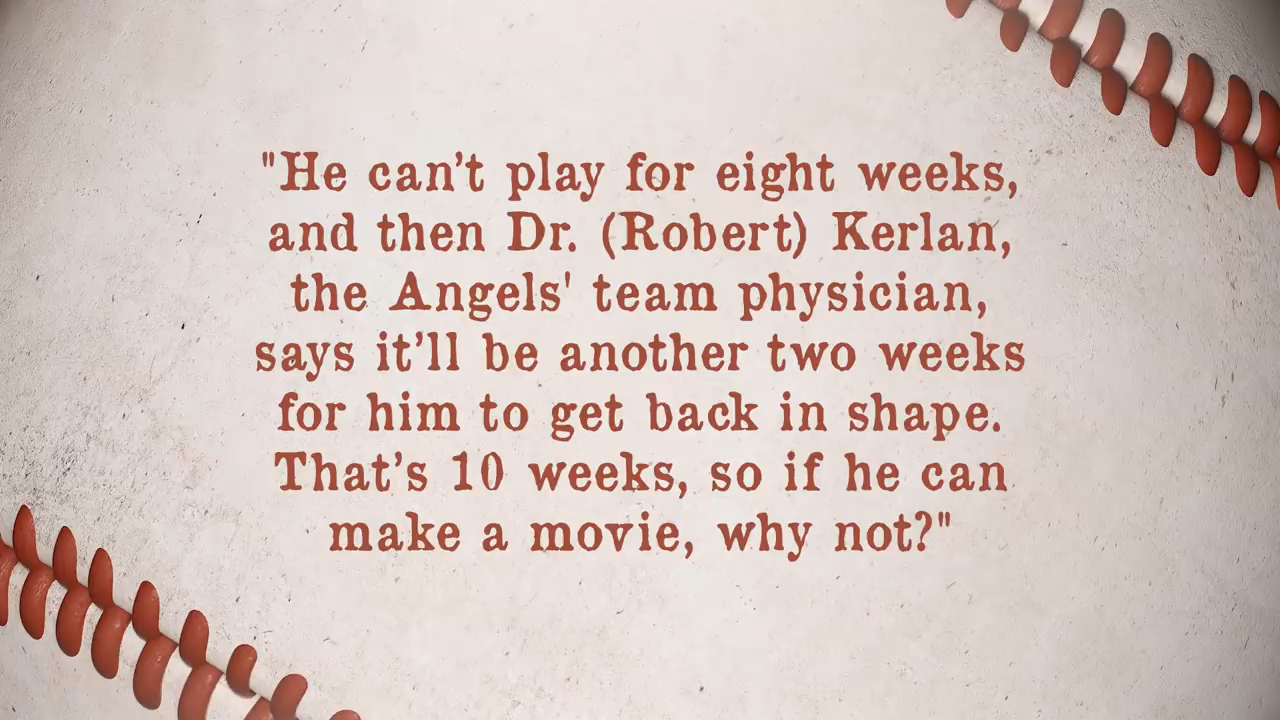 "He can't play for eight weeks,
and then Dr. (Robert) Kerlan,
the Angels' team physician,
says it'll be another two weeks
for him to get back in shape.
That's 10 weeks, so if he can
make a movie, why not?"